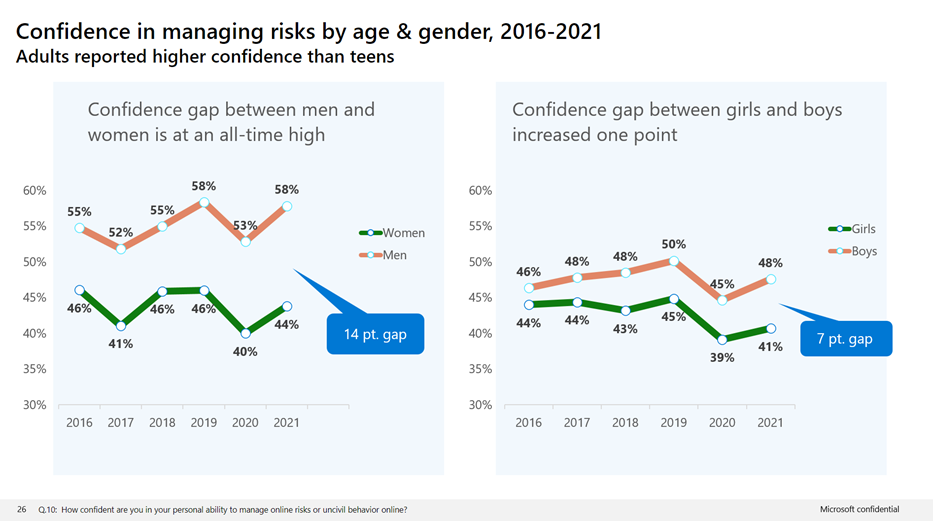 Confidence in managing risks by age & gender, 2016-2021
Adults reported higher confidence than teens
Confidence gap between men and
women is at an all-time high
60%
55%
50%
45%
40%
35%
30%
55%
52%
55%
58%
53%
58%
46%
41%
46%
46%
40%
44%
Women
Men
14 pt. gap
2016 2017 2018 2019 2020 2021
Confidence gap between girls and boys
increased one point
60%
55%
50%
45%
40%
35%
30%
46%
48%
48%
50%
45%
48%
44%
44%
43%
45%
39%
41%
Girls
Boys
7 pt. gap
2016 2017 2018 2019 2020 2021
26 Q.10: How confident are you in your personal ability to manage online risks or uncivil behavior online?
Microsoft confidential